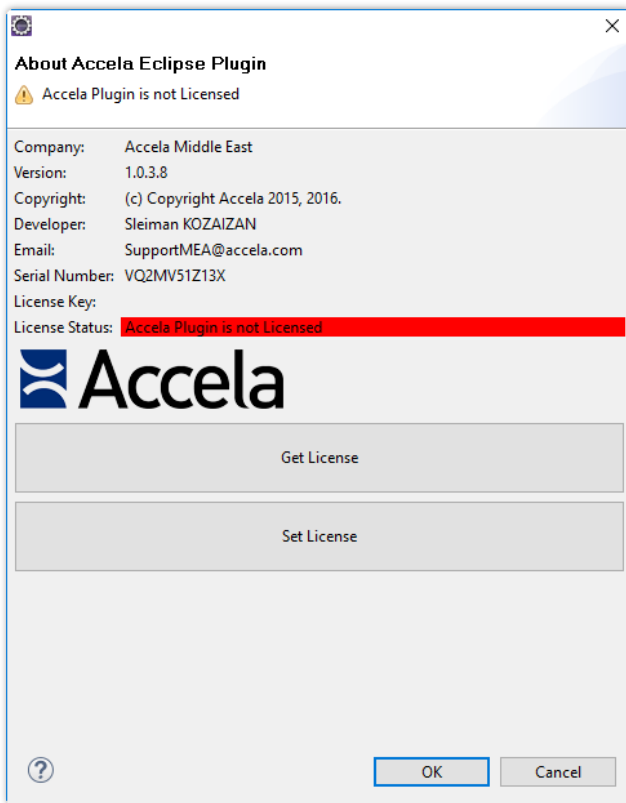 About Accela Eclipse Plugin
Accela Plugin is not Licensed
Company: Accela Middle East
Version: 1.0.3.8
Copyright: (c) Copyright Accela 2015, 2016.
Developer: Sleiman KOZAIZAN
Email: SupportMEA@accela.com
Serial Number: VQ2MV51Z13X
License Key:
License Status: Accela Plugin is not Licensed
Accela
Get License
Set License
?
OK Cancel